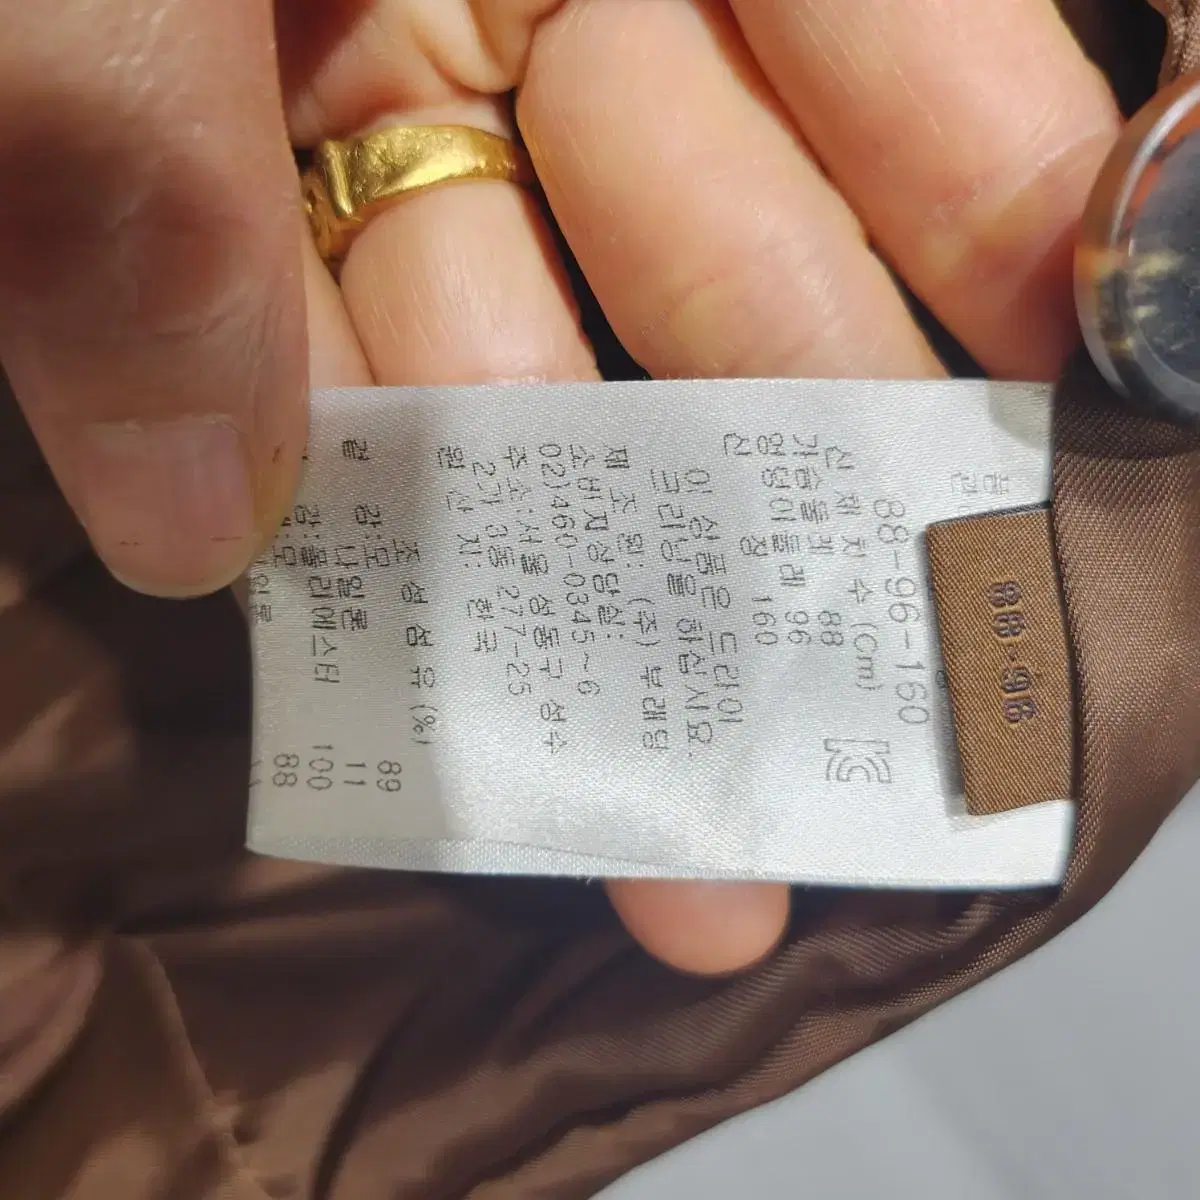 88-96
품
번
88-96-160
신 체 치 수 (Cm)
가슴둘레 88
엉덩이둘레 96
신 장 160
이 상품은 드라이
크리닝을 하십시요.
제 조 원: (주) 부래당
소비자상담실:
02)460-0345~6
주소:서울 성동구 성수
2가 3동 277-25
원 산 지: 한국
조 성 섬 유 (%)
겉 감:모 89
나일론 11
감:폴리에스터 100
:모 88